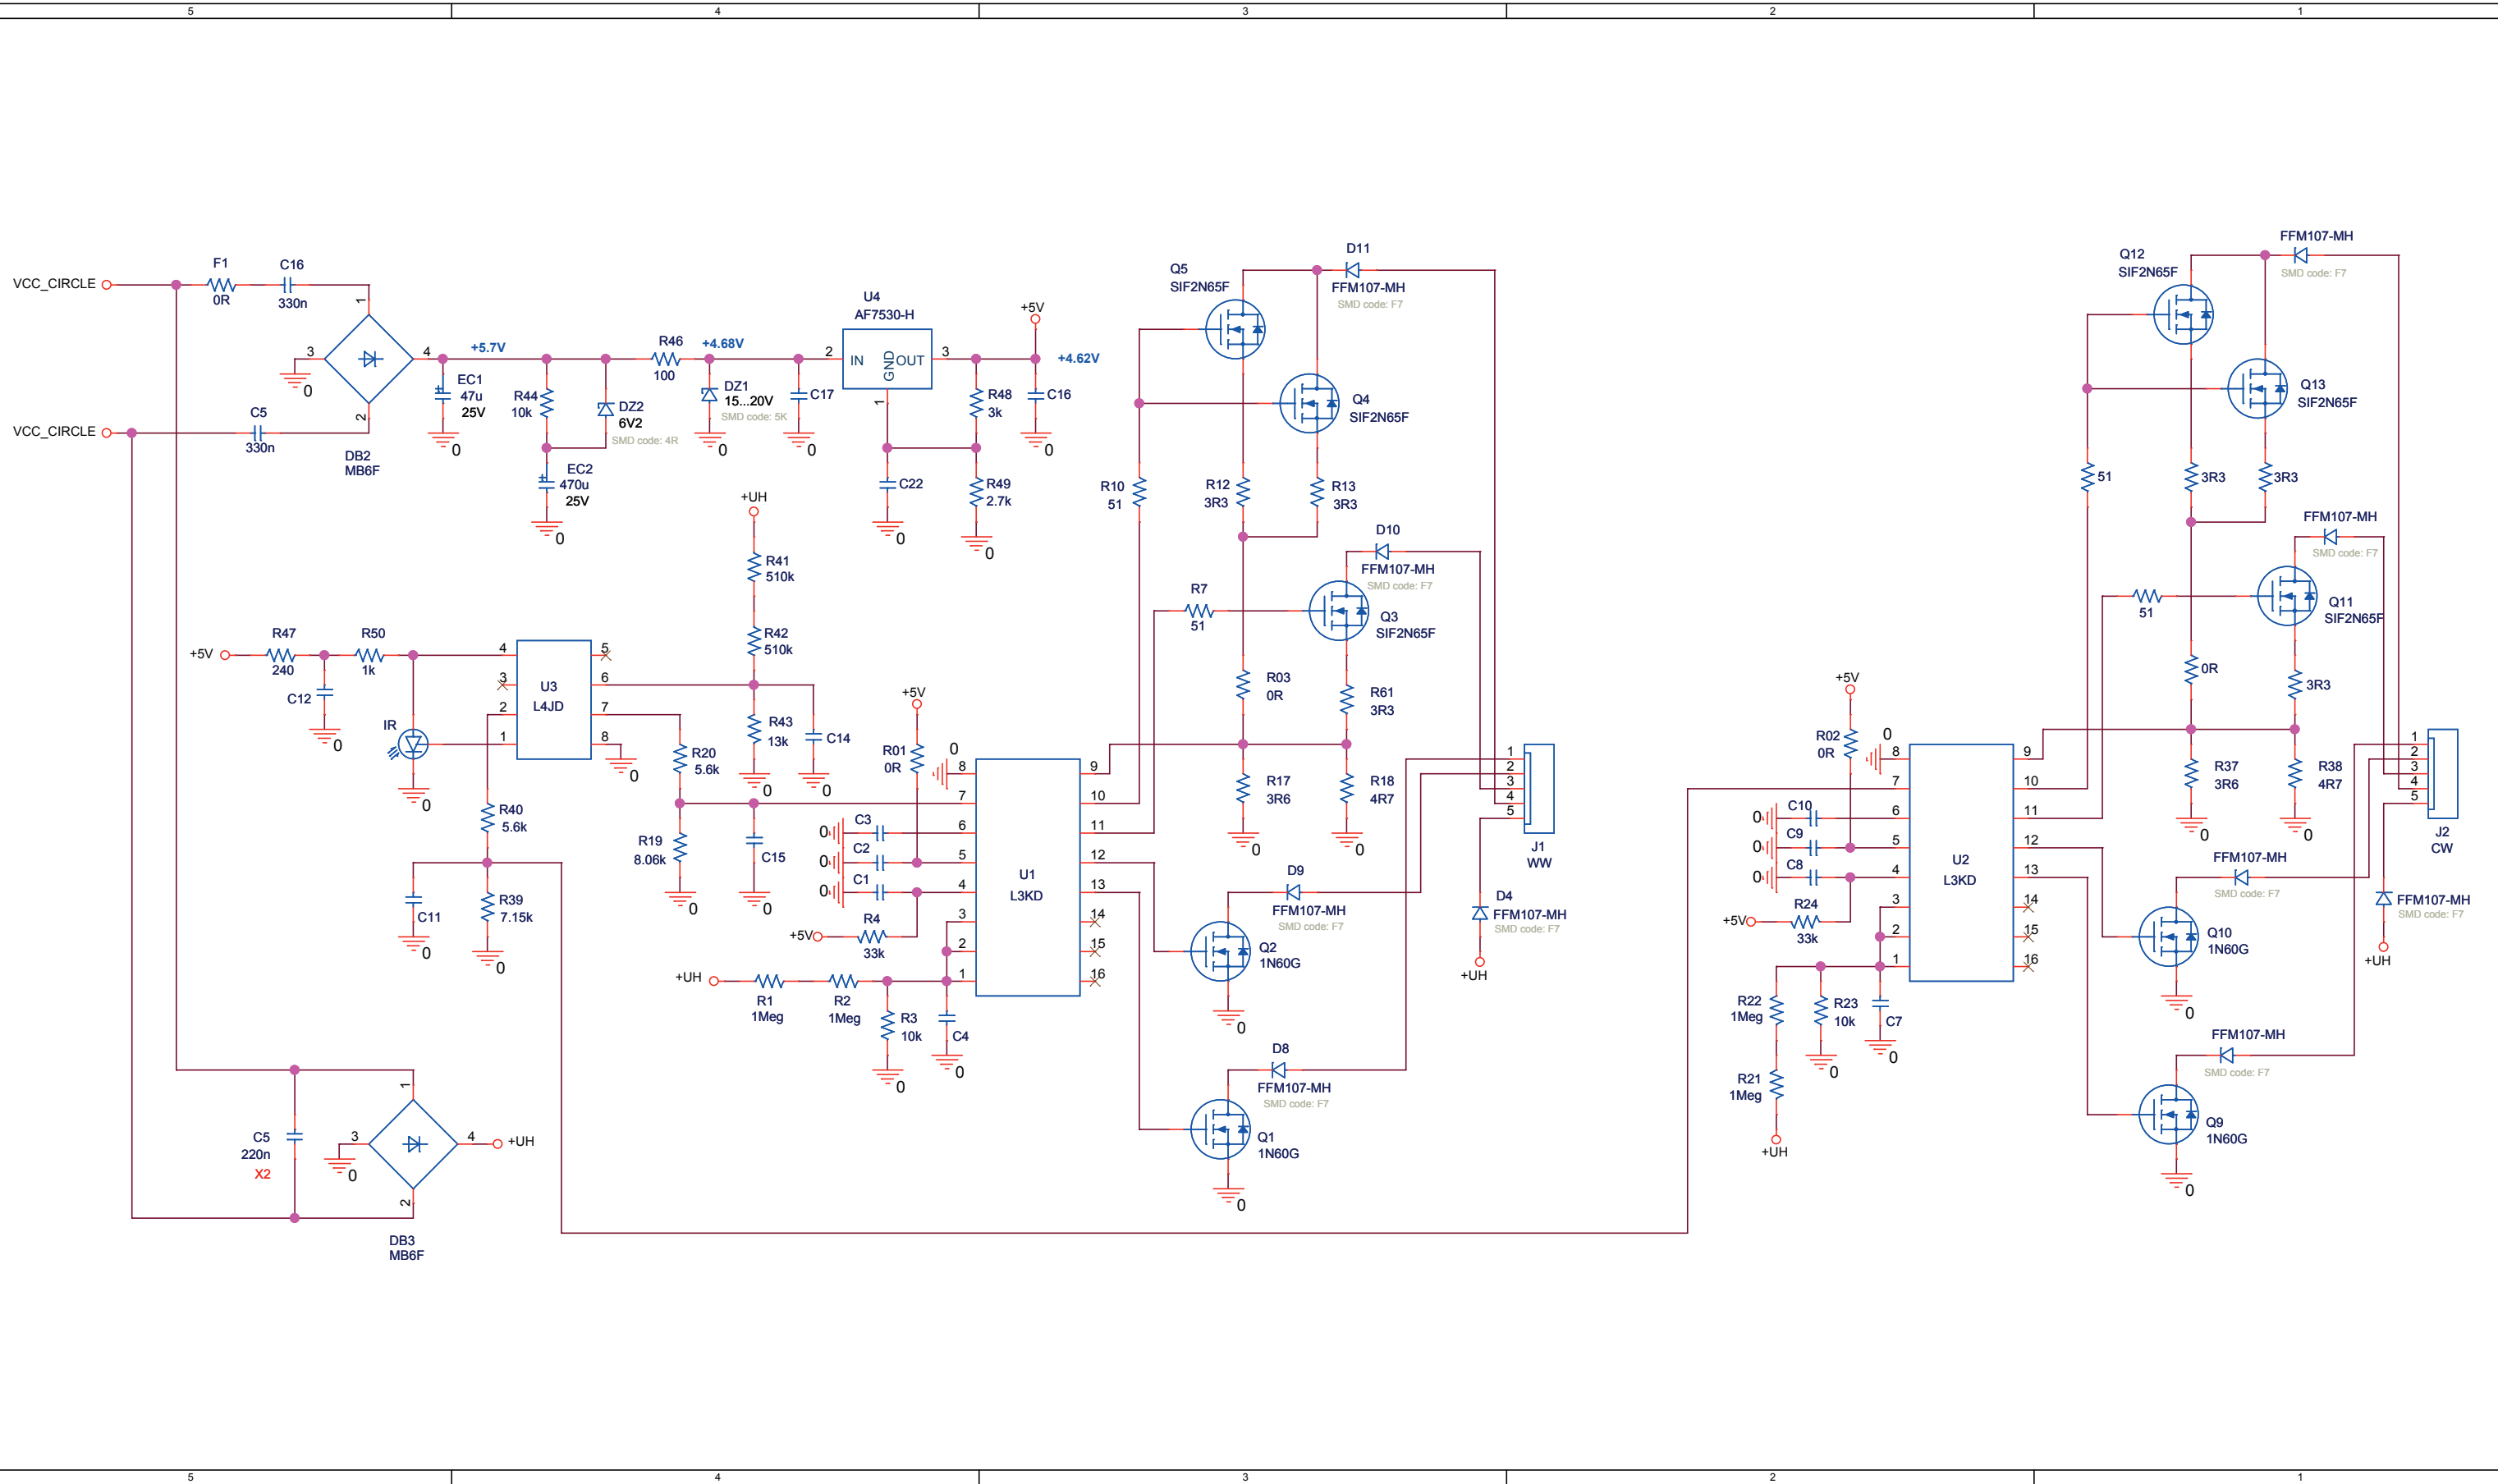 5
4
3
2
1
VCC_CIRCLE
F1
0R
C16
330n
1
3
4
2
0
VCC_CIRCLE
C5
330n
DB2
MB6F
+5.7V
EC1
47u
25V
0
R44
10k
DZ2
6V2
SMD code: 4R
EC2
470u
25V
0
R46
100
+4.68V
DZ1
15...20V
SMD code: 5K
0
C17
0
U4
AF7530-H
2
IN
GND
OUT
3
1
C22
0
R48
3k
R49
2.7k
0
+5V
C16
0
+4.62V
+5V
R47
240
R50
1k
C12
0
IR
0
4
3
2
1
U3
L4JD
5
6
7
8
0
+UH
R41
510k
R42
510k
R43
13k
0
C14
0
R20
5.6k
R19
8.06k
0
C15
0
R40
5.6k
C11
0
R39
7.15k
0
+5V
R01
0R
0
8
7
C3
0
6
C2
0
5
C1
0
4
R4
+5V
33k
3
2
1
+UH
R1
1Meg
R2
1Meg
R3
10k
0
C4
0
U1
L3KD
9
10
11
12
13
14
15
16
Q5
SIF2N65F
D11
FFM107-MH
SMD code: F7
Q4
SIF2N65F
R10
51
R12
3R3
R13
3R3
D10
FFM107-MH
SMD code: F7
R7
51
Q3
SIF2N65F
R03
0R
R61
3R3
R17
3R6
0
R18
4R7
0
D9
FFM107-MH
SMD code: F7
Q2
1N60G
0
D8
FFM107-MH
SMD code: F7
Q1
1N60G
0
1
2
3
4
5
J1
WW
D4
FFM107-MH
SMD code: F7
+UH
C5
220n
X2
1
3
4
2
0
+UH
DB3
MB6F
Q12
SIF2N65F
FFM107-MH
SMD code: F7
Q13
SIF2N65F
51
3R3
3R3
FFM107-MH
SMD code: F7
51
Q11
SIF2N65F
0R
3R3
R37
3R6
0
R38
4R7
0
+5V
R02
0R
0
8
7
C10
0
6
C9
0
5
C8
0
4
R24
+5V
33k
3
2
1
R22
1Meg
R23
10k
0
C7
0
R21
1Meg
+UH
U2
L3KD
9
10
11
12
13
14
15
16
FFM107-MH
SMD code: F7
Q10
1N60G
0
FFM107-MH
SMD code: F7
Q9
1N60G
0
1
2
3
4
5
J2
CW
FFM107-MH
SMD code: F7
+UH
5
4
3
2
1